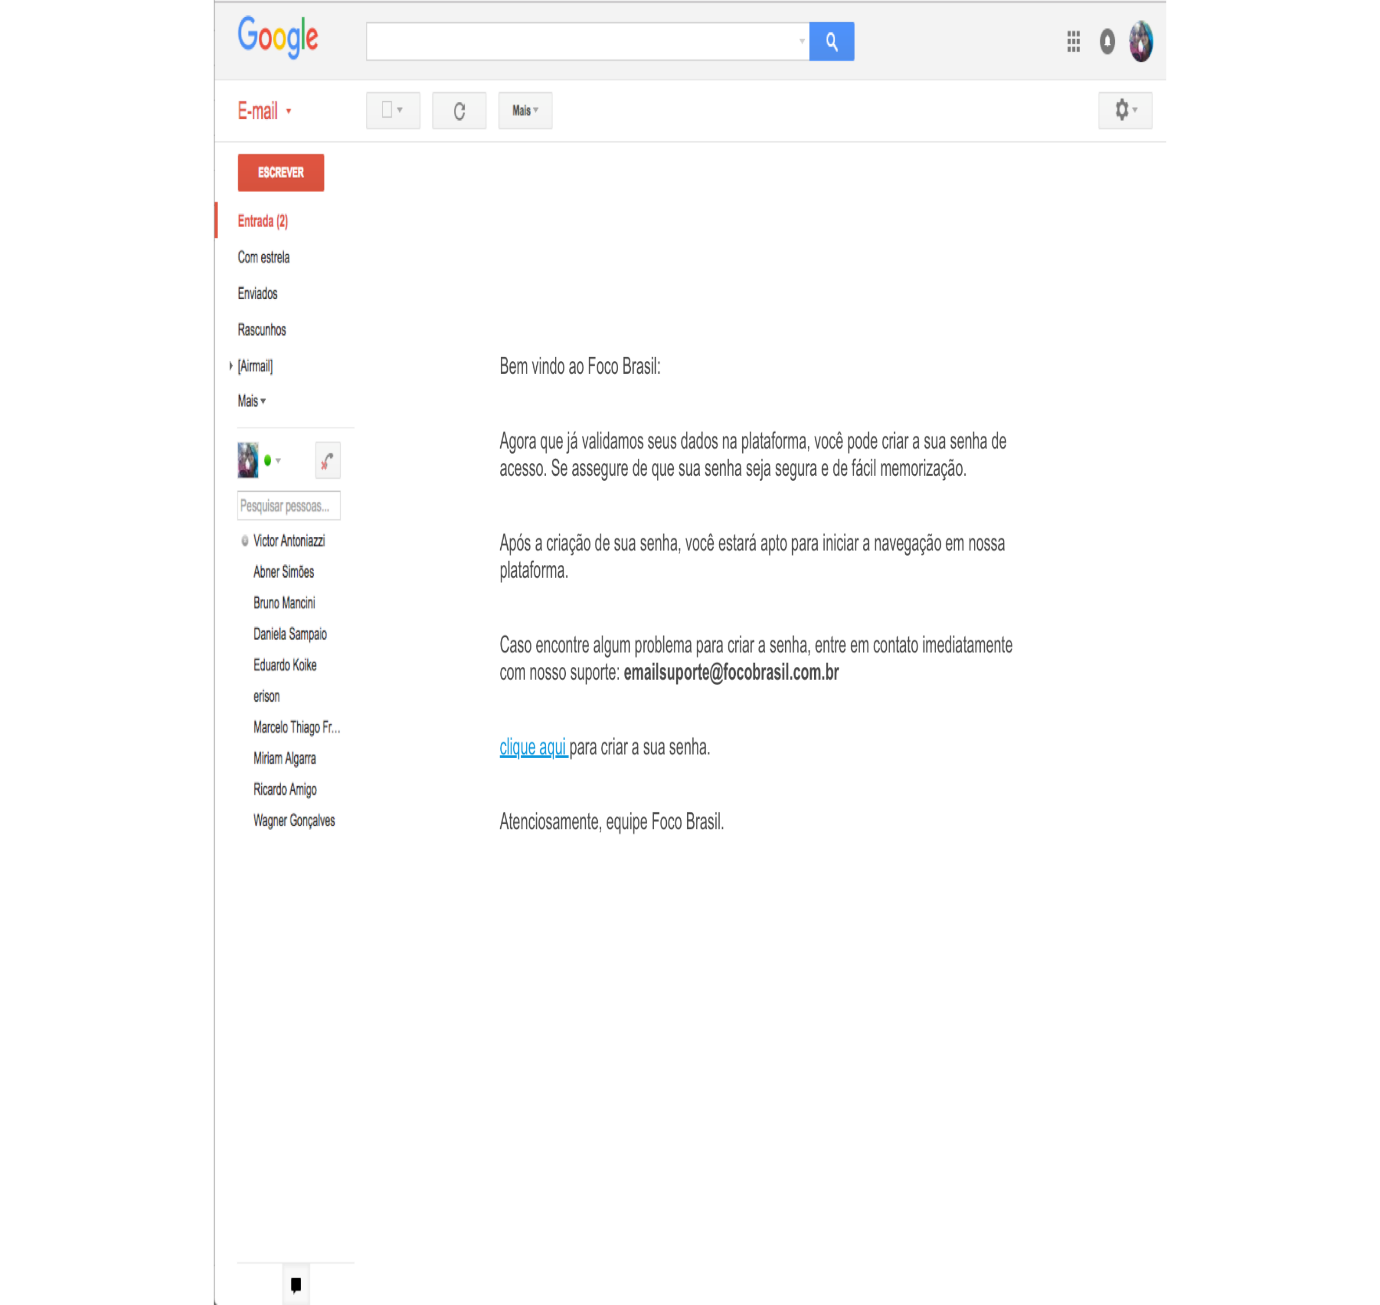 Google
E-mail
Mais
ESCREVER
Entrada (2)
Com estrela
Enviados
Rascunhos
[Airmail]
Mais
Pesquisar pessoas...
Victor Antoniazzi
Abner Simões
Bruno Mancini
Daniela Sampaio
Eduardo Koike
erison
Marcelo Thiago Fr...
Miriam Algarra
Ricardo Amigo
Wagner Gonçalves
Bem vindo ao Foco Brasil:
Agora que já validamos seus dados na plataforma, você pode criar a sua senha de
acesso. Se assegure de que sua senha seja segura e de fácil memorização.
Após a criação de sua senha, você estará apto para iniciar a navegação em nossa
plataforma.
Caso encontre algum problema para criar a senha, entre em contato imediatamente
com nosso suporte: emailsuporte@focobrasil.com.br
clique aqui para criar a sua senha.
Atenciosamente, equipe Foco Brasil.